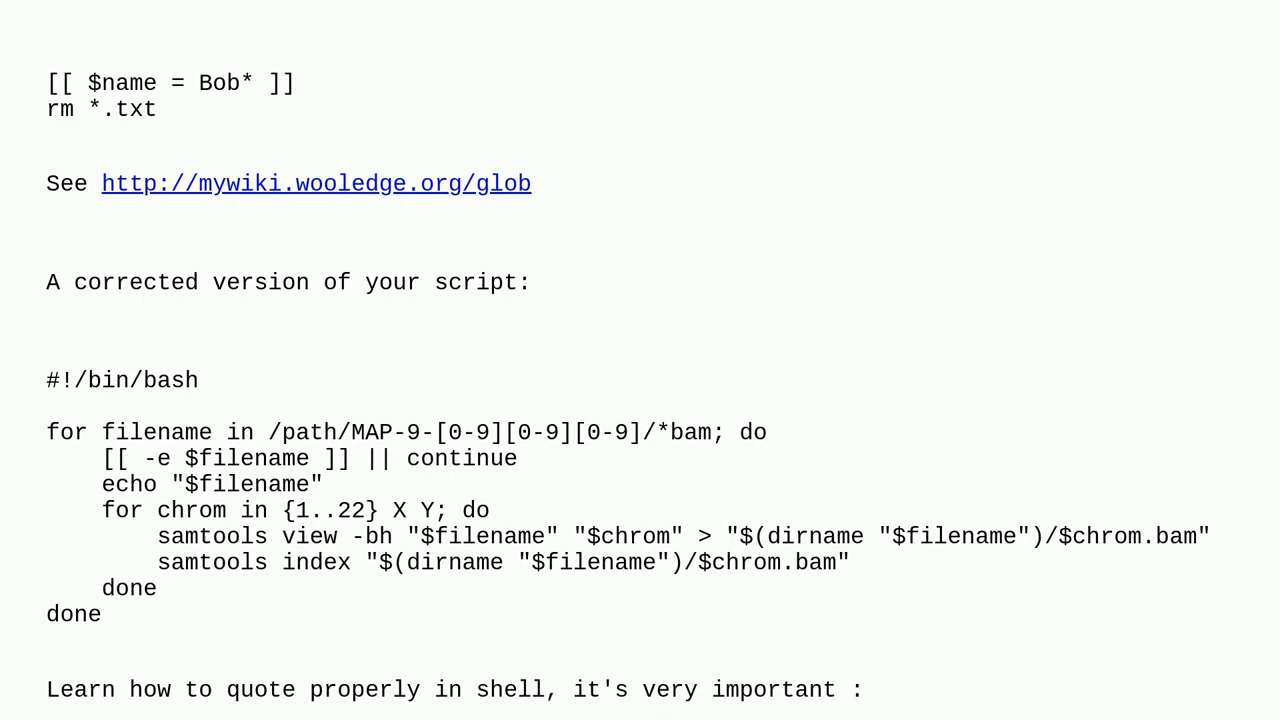 [[ $name = Bob* ]]
rm *.txt
See http://mywiki.wooledge.org/glob
A corrected version of your script:
#!/bin/bash
for filename in /path/MAP-9-[0-9][0-9][0-9]/*bam; do
    [[ -e $filename ]] || continue
    echo "$filename"
    for chrom in {1..22} X Y; do
        samtools view -bh "$filename" "$chrom" > "$(dirname "$filename")/$chrom.bam"
        samtools index "$(dirname "$filename")/$chrom.bam"
    done
done
Learn how to quote properly in shell, it's very important :